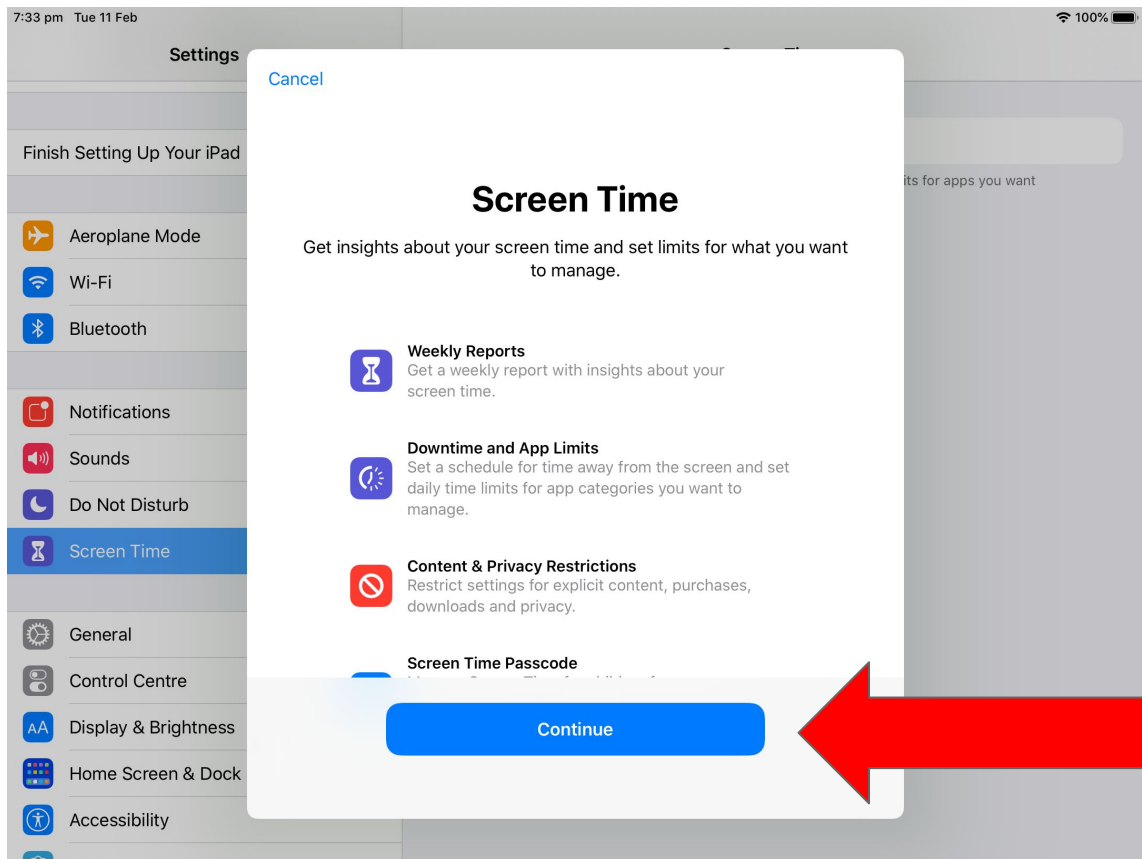 7:33 pm Tue 11 Feb
100%
Settings
Cancel
Finish Setting Up Your iPad
its for apps you want
Screen Time
Get insights about your screen time and set limits for what you want
to manage.
Aeroplane Mode
Wi-Fi
Bluetooth
Weekly Reports
Get a weekly report with insights about your
screen time.
Notifications
Sounds
Do Not Disturb
Screen Time
Downtime and App Limits
Set a schedule for time away from the screen and set
daily time limits for app categories you want to
manage.
Content & Privacy Restrictions
Restrict settings for explicit content, purchases,
downloads and privacy.
General
Control Centre
AA
Display & Brightness
Home Screen & Dock
Accessibility
Screen Time Passcode
Continue